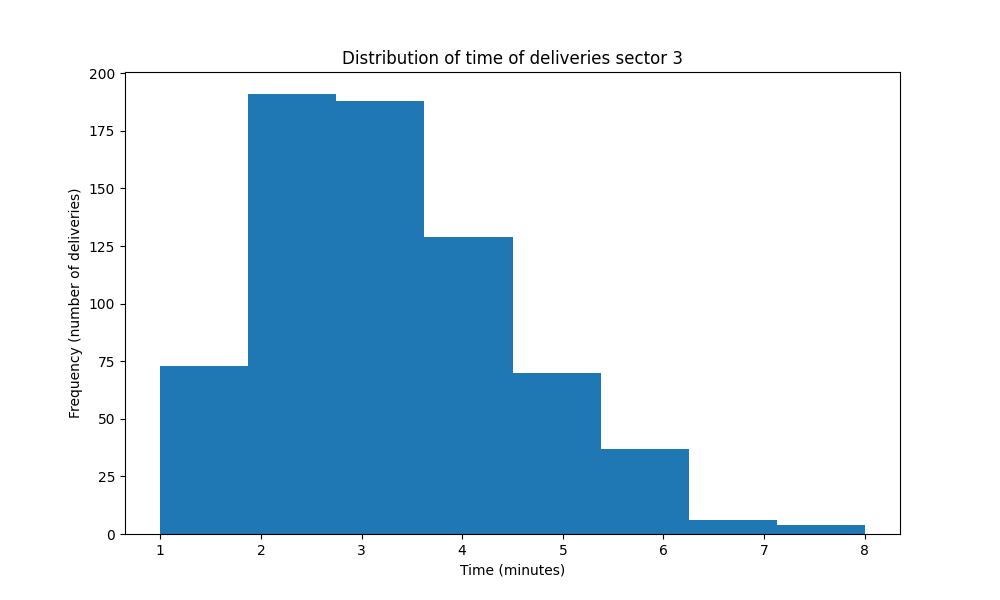 Distribution of time of deliveries sector 3
200
175
150
125
100
75
50
25
0
Frequency (number of deliveries)
1 2 3 4 5 6 7 8
Time (minutes)